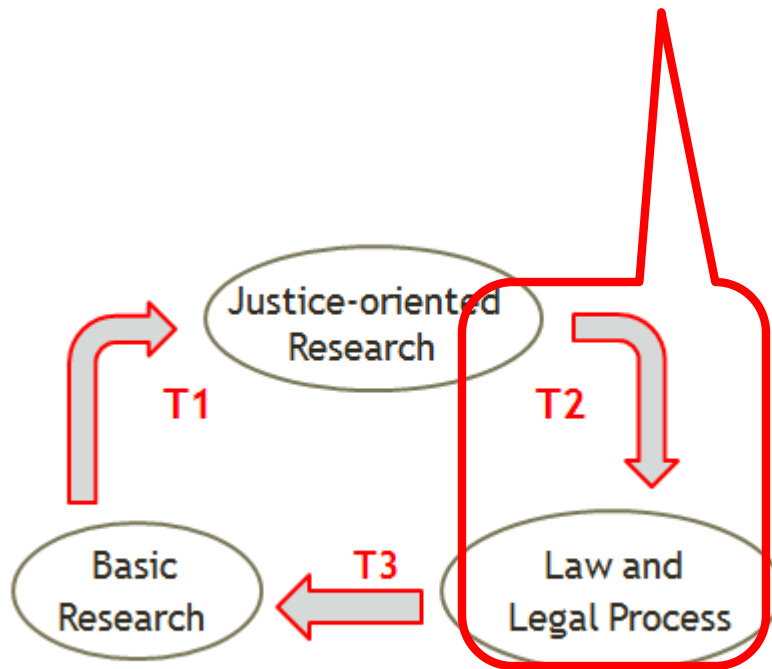 Justice-oriented
Research
T1
T2
Basic
Research
T3
Law and
Legal Process